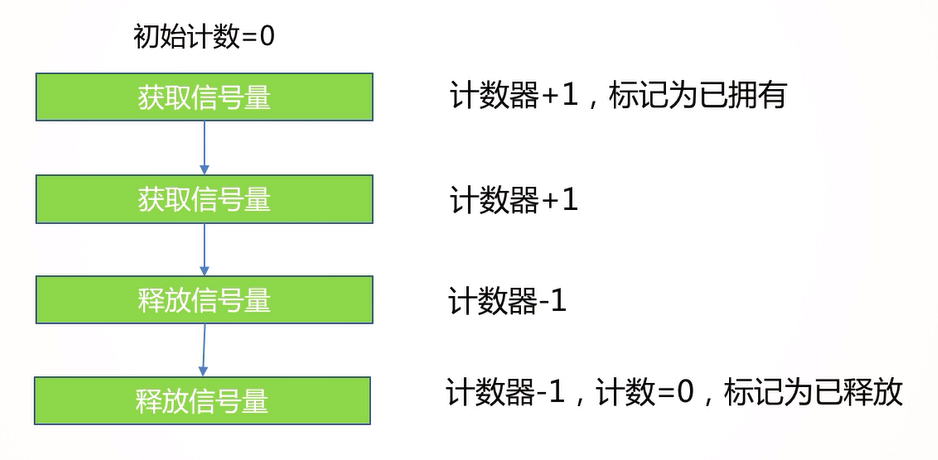 初始计数=0
获取信号量
计数器+1，标记为已拥有
获取信号量
计数器+1
释放信号量
计数器-1
释放信号量
计数器-1，计数=0，标记为已释放